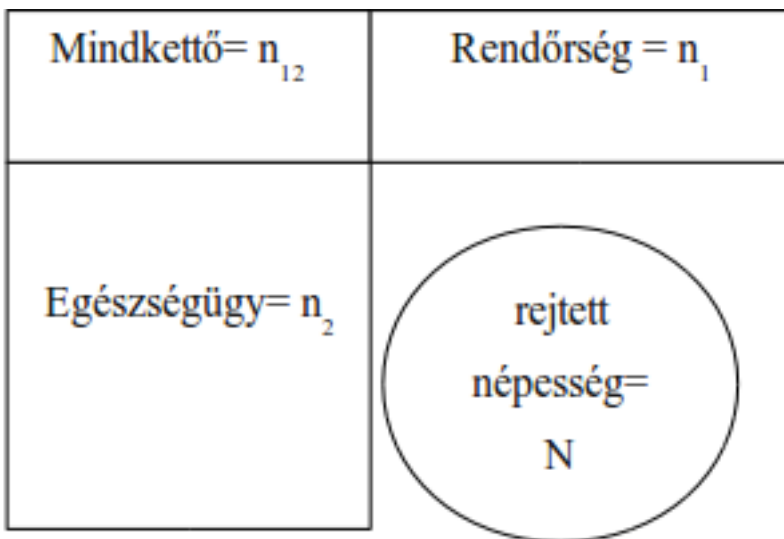 Mindkettő= n₁₂
Rendőrség = n₁
Egészségügy= n₂
rejtett
népesség=
N